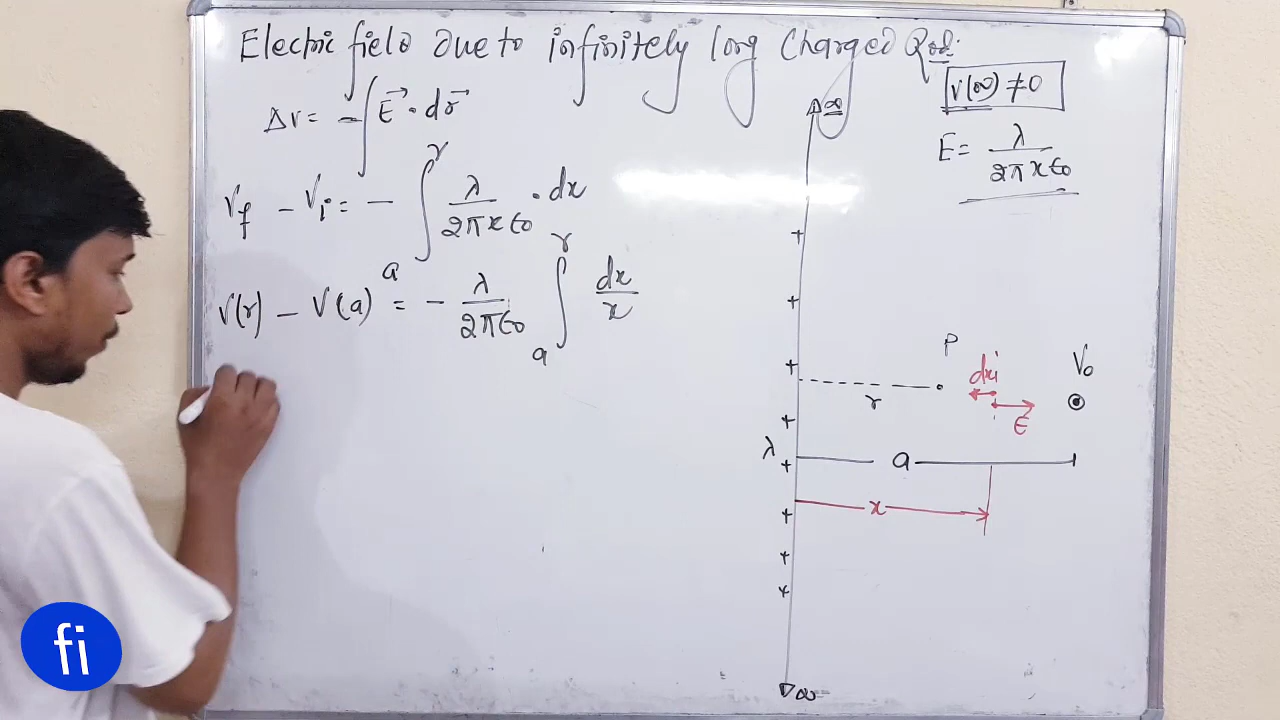 Electric field Due to infinitely long Charged Rod.
ΔV = -∫ E⃗ · dr⃗
V_f - V_i = - ∫_a^r λ/(2πxϵ₀) · dx
V(r) - V(a) = - λ/(2πϵ₀) ∫_a^r dx/x
V(∞) ≠ 0
E = λ/(2πxϵ₀)
∞
+
+
+
P
dx
V₀
r
E
+
λ
+
a
x
+
+
+
∞
fi